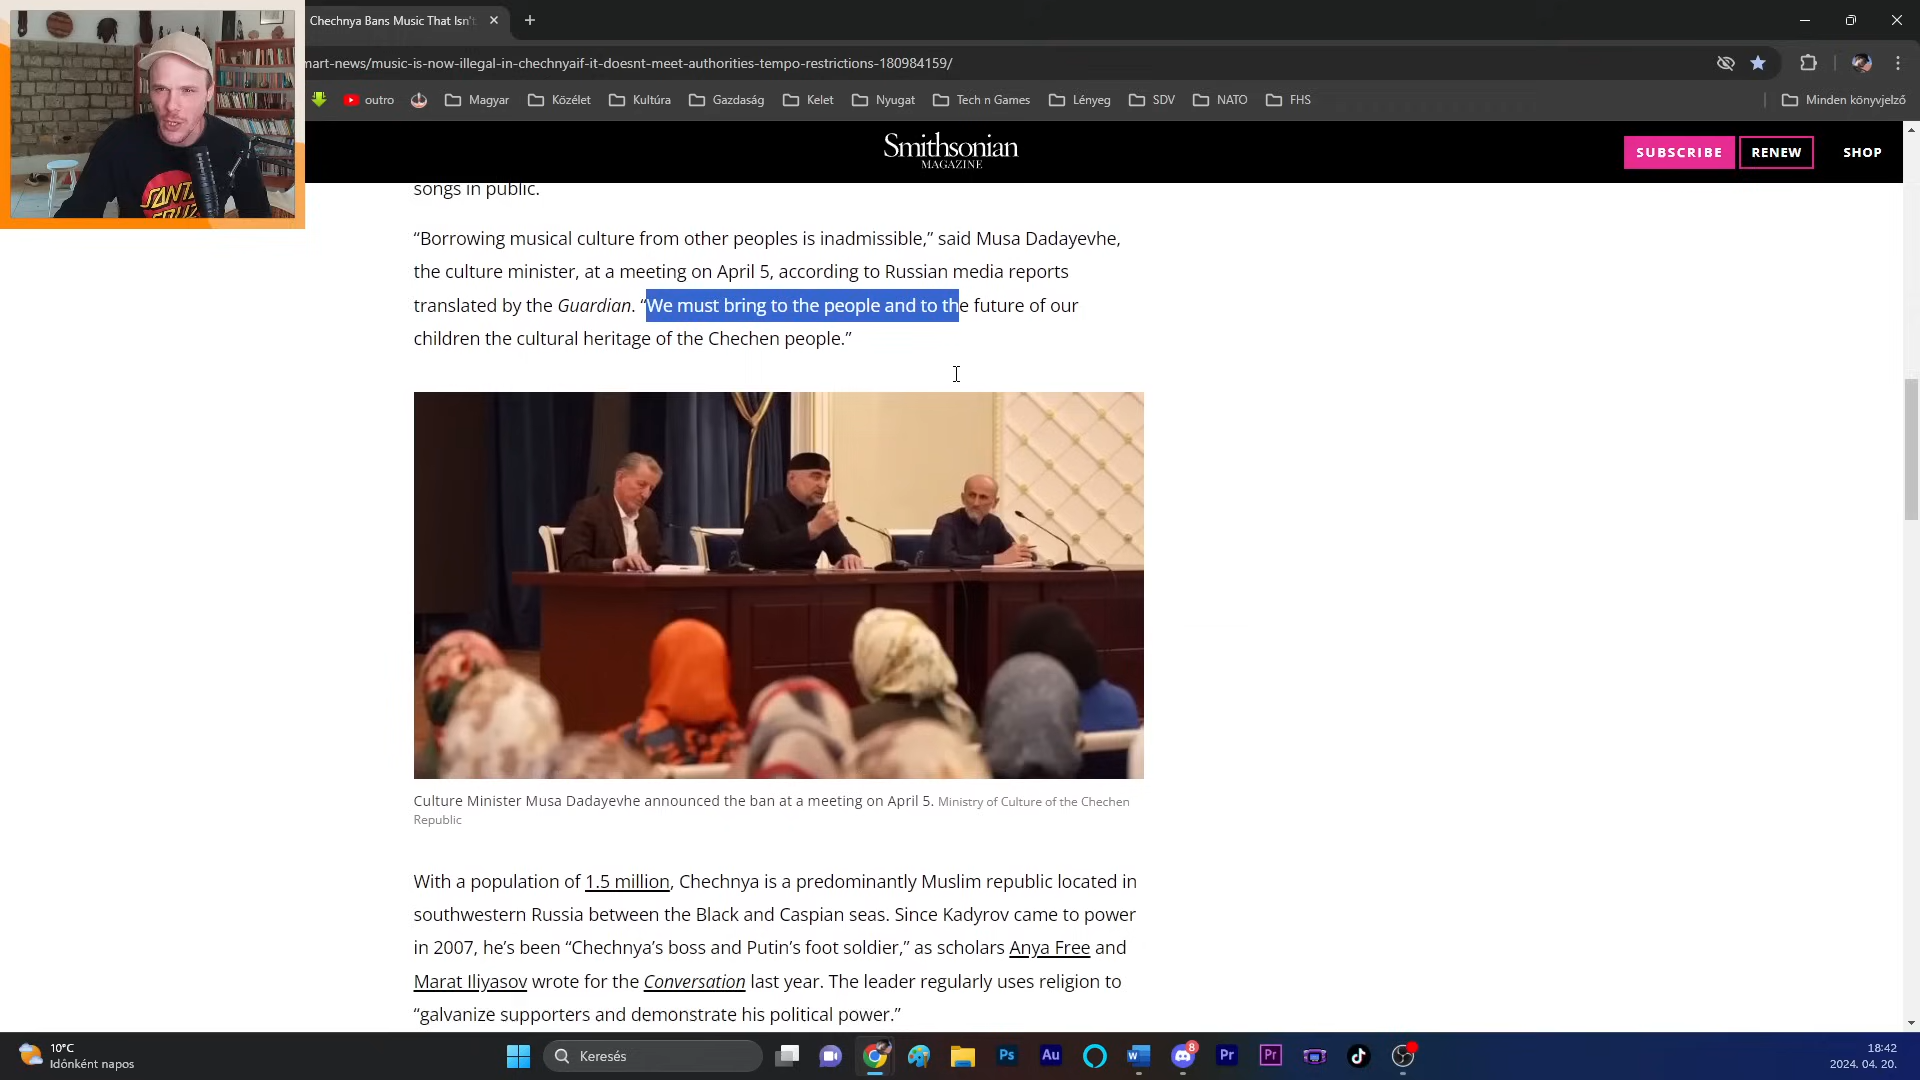 Chechnya Bans Music That Isn't
mart-news/music-is-now-illegal-in-chechnyaif-it-doesnt-meet-authorities-tempo-restrictions-180984159/
outro
Magyar
Közélet
Kultúra
Gazdaság
Kelet
Nyugat
Tech n Games
Lényeg
SDV
NATO
FHS
Minden könyvjelző
Smithsonian
MAGAZINE
SUBSCRIBE
RENEW
SHOP
SANTA
CRUZ
songs in public.
“Borrowing musical culture from other peoples is inadmissible,” said Musa Dadayevhe,
the culture minister, at a meeting on April 5, according to Russian media reports
translated by the Guardian. “We must bring to the people and to the future of our
children the cultural heritage of the Chechen people.”
Culture Minister Musa Dadayevhe announced the ban at a meeting on April 5. Ministry of Culture of the Chechen
Republic
With a population of 1.5 million, Chechnya is a predominantly Muslim republic located in
southwestern Russia between the Black and Caspian seas. Since Kadyrov came to power
in 2007, he’s been “Chechnya’s boss and Putin’s foot soldier,” as scholars Anya Free and
Marat Iliyasov wrote for the Conversation last year. The leader regularly uses religion to
“galvanize supporters and demonstrate his political power.”
10°C
Időnként napos
Keresés
Ps
Au
W
8
Pr
Pr
18:42
2024. 04. 20.